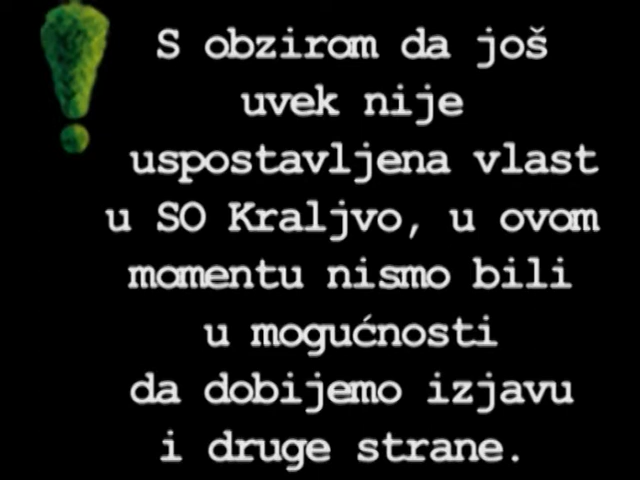 S obzirom da još
uvek nije
uspostavljena vlast
u SO Kraljvo, u ovom
momentu nismo bili
u mogućnosti
da dobijemo izjavu
i druge strane.